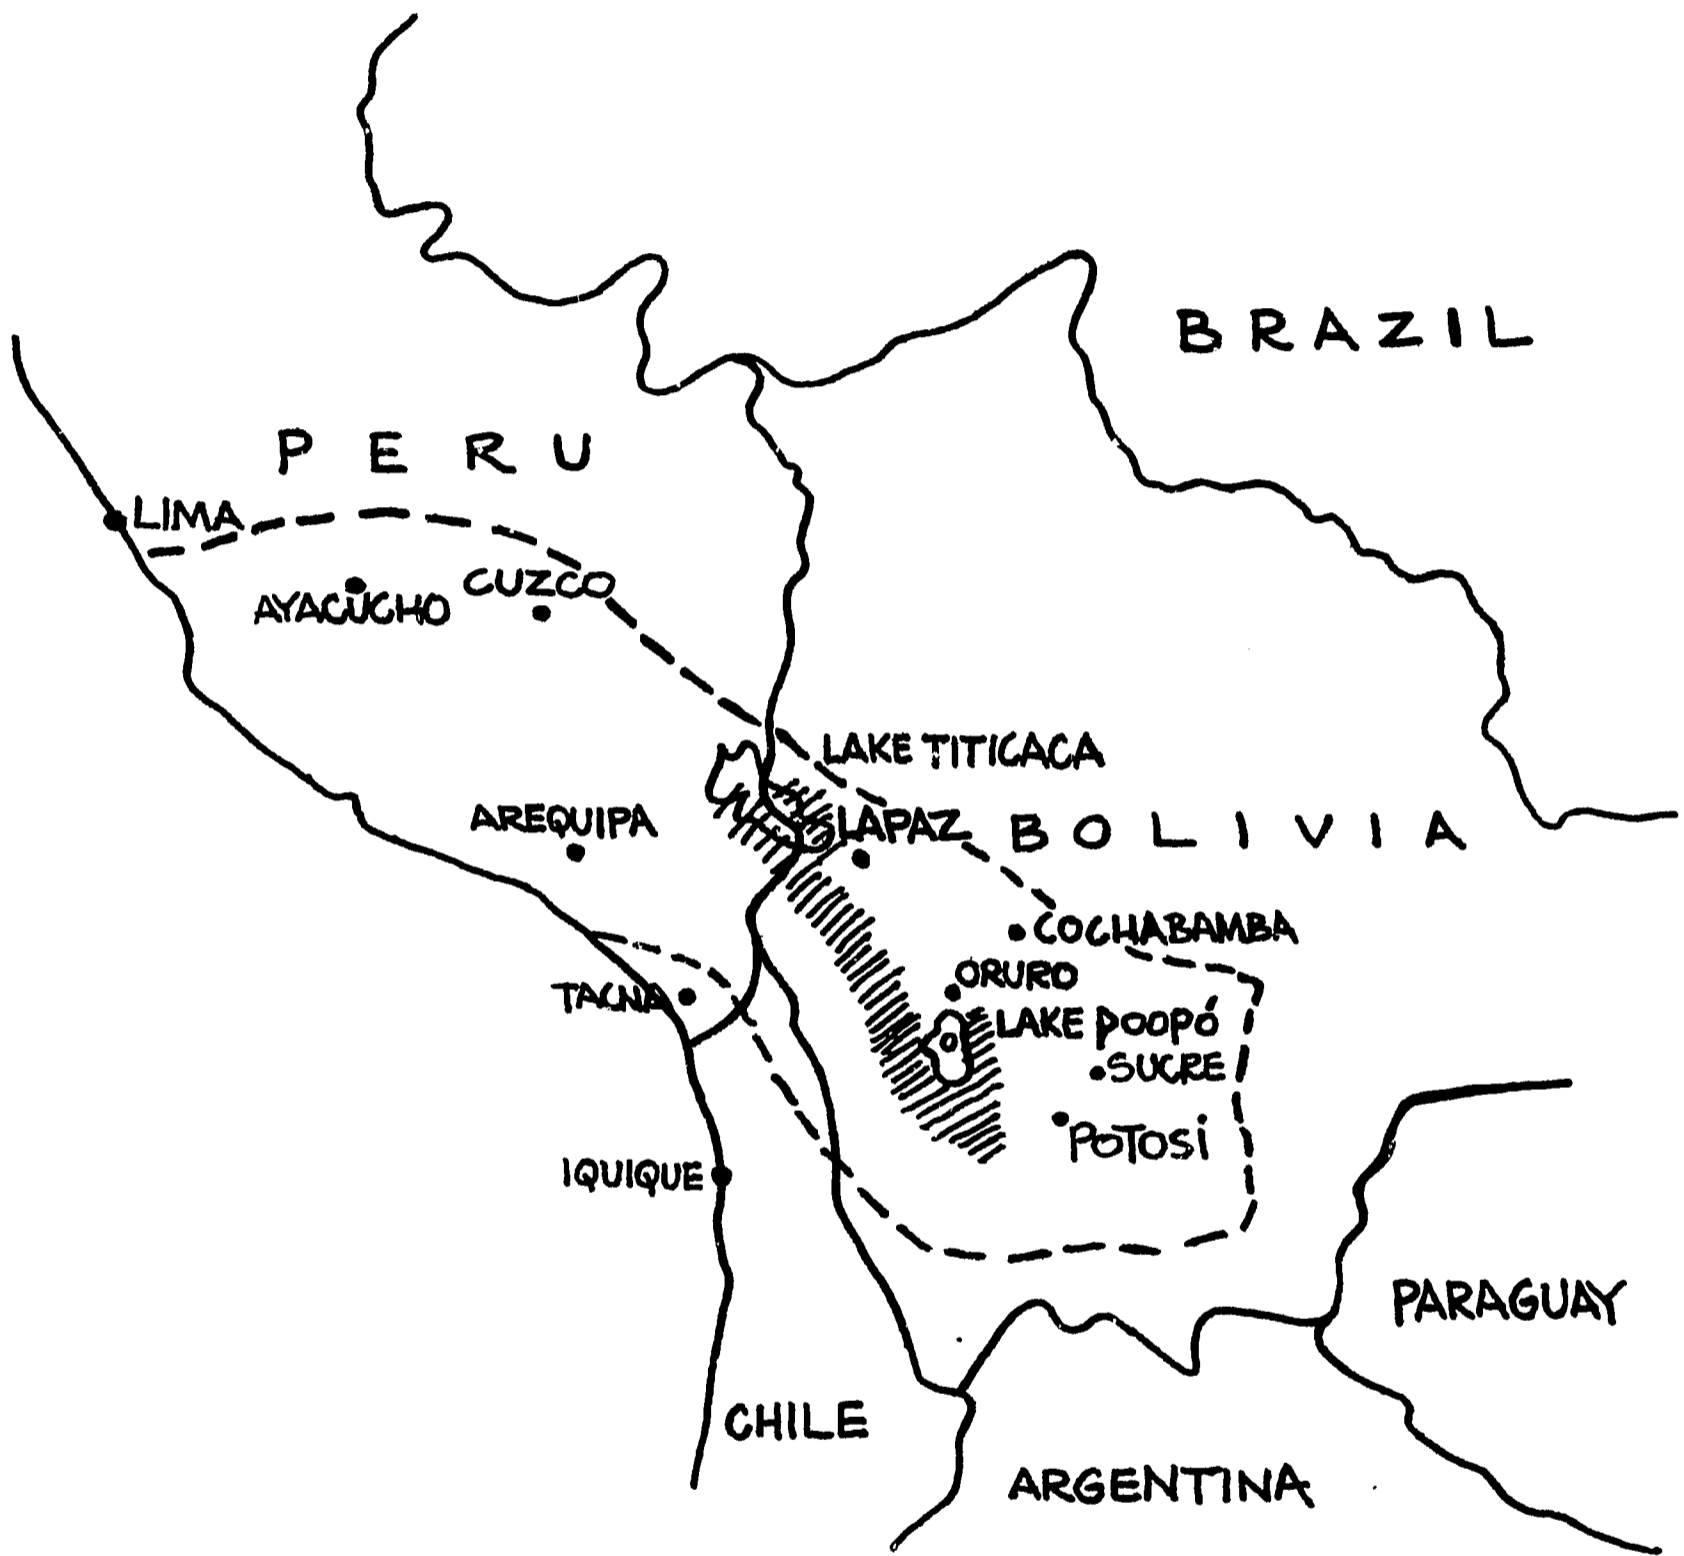 BRAZIL
PERU
LIMA
CUZCO
AYACUCHO
LAKE TITICACA
AREQUIPA
LAPAZ
BOLIVIA
COCHABAMBA
ORURO
TACNA
LAKE POOPÓ
SUCRE
POTOSÍ
IQUIQUE
PARAGUAY
CHILE
ARGENTINA